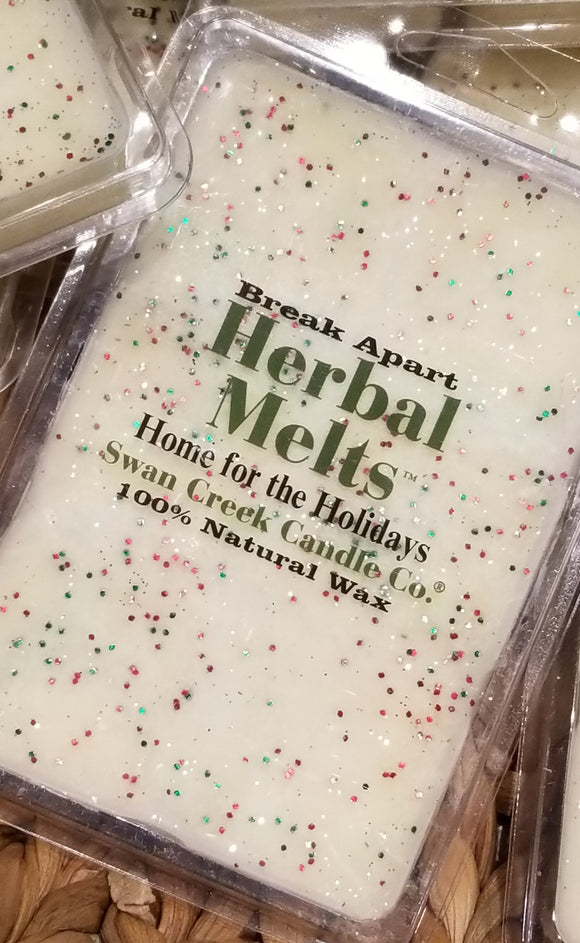 Break Apart
Herbal
Melts™
Home for the Holidays
Swan Creek Candle Co.®
100% Natural Wax